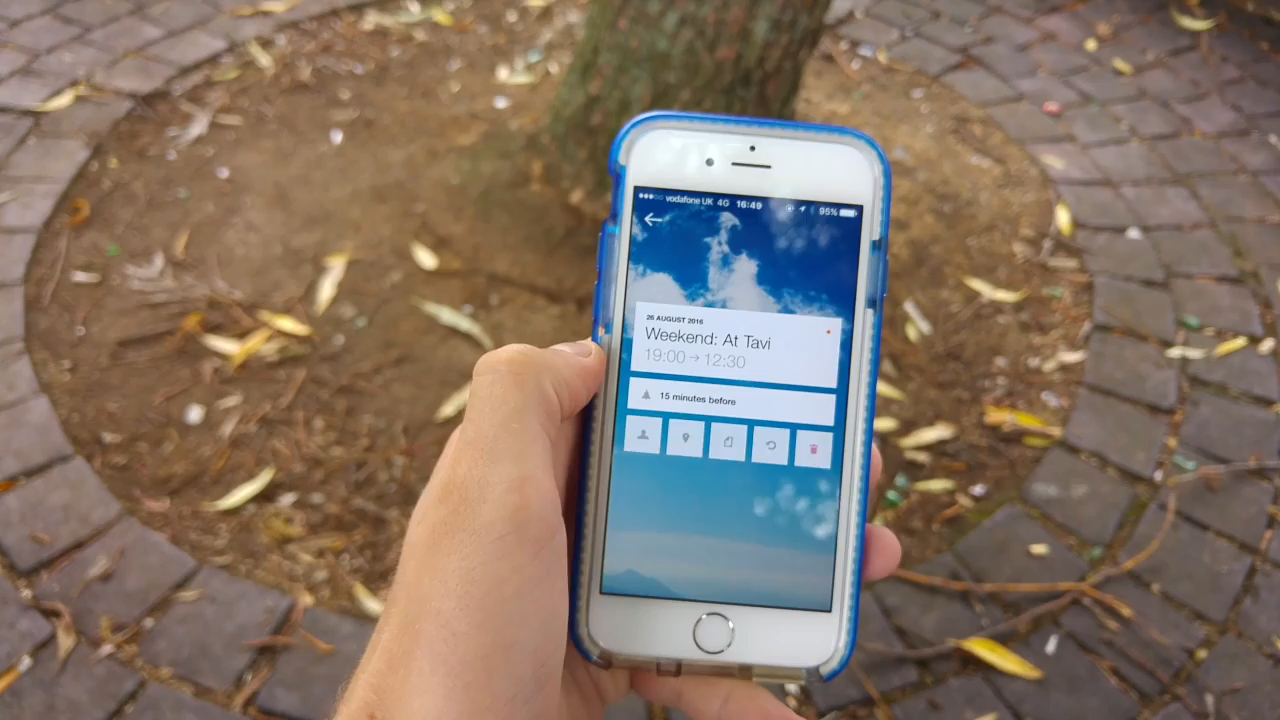 vodafone UK 4G 16:49 95%
26 AUGUST 2016
Weekend: At Tavi
19:00 → 12:30
15 minutes before